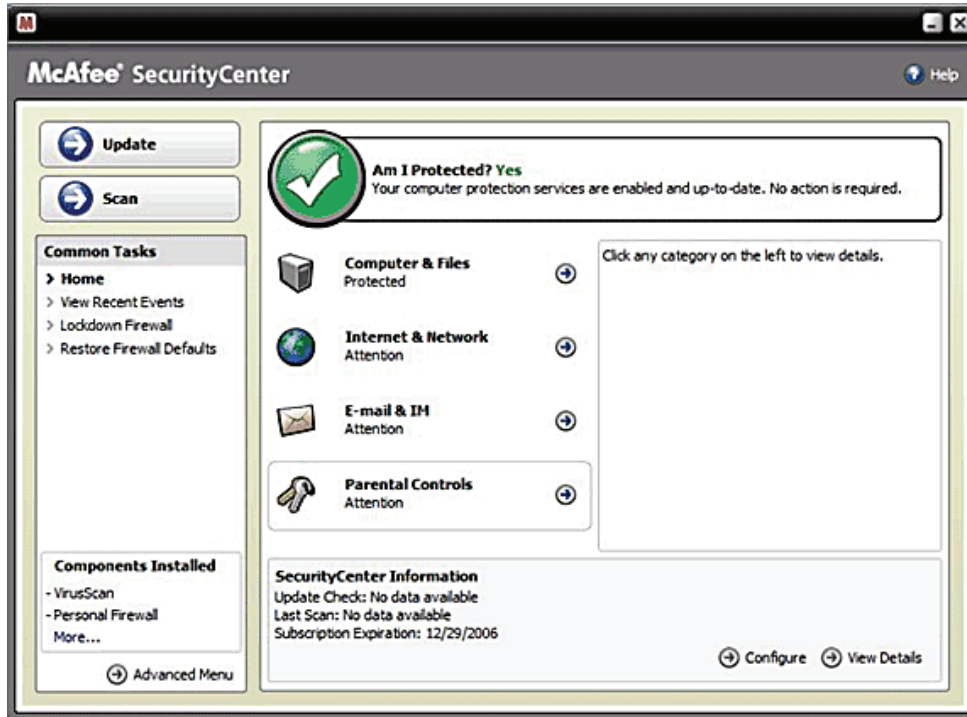 McAfee® SecurityCenter
Help
Update
Scan
Common Tasks
Home
View Recent Events
Lockdown Firewall
Restore Firewall Defaults
Components Installed
- VirusScan
- Personal Firewall
More...
Advanced Menu
Am I Protected? Yes
Your computer protection services are enabled and up-to-date. No action is required.
Computer & Files
Protected
Internet & Network
Attention
E-mail & IM
Attention
Parental Controls
Attention
Click any category on the left to view details.
SecurityCenter Information
Update Check: No data available
Last Scan: No data available
Subscription Expiration: 12/29/2006
Configure
View Details